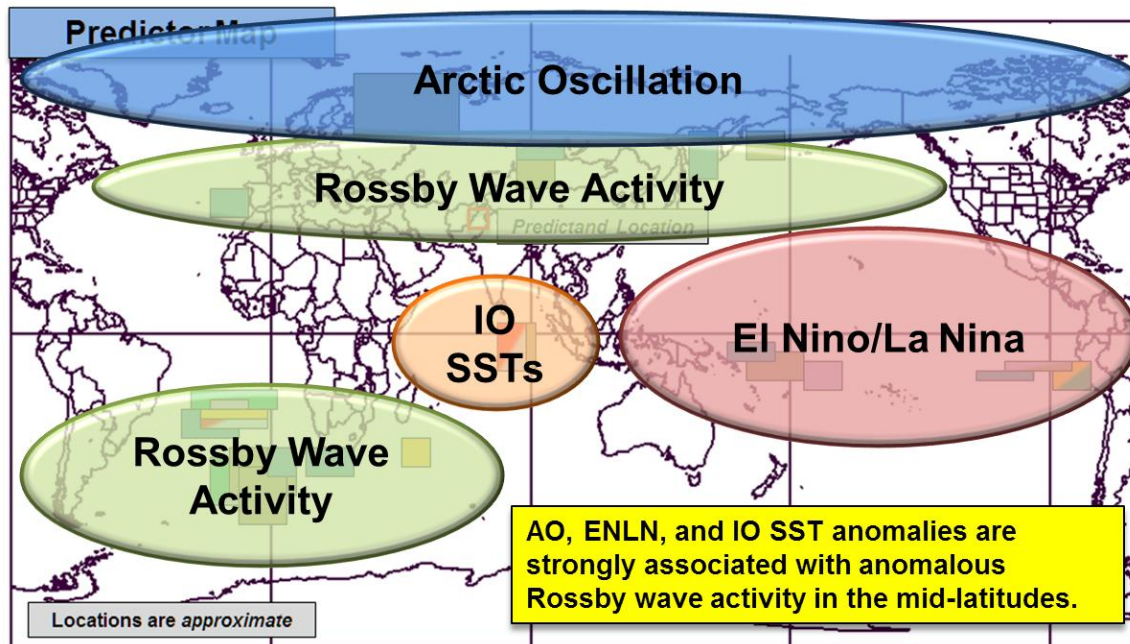 Predictor Map
Arctic Oscillation
Rossby Wave Activity
Predictand Location
IO
SSTs
El Nino/La Nina
Rossby Wave
Activity
AO, ENLN, and IO SST anomalies are
strongly associated with anomalous
Rossby wave activity in the mid-latitudes.
Locations are approximate